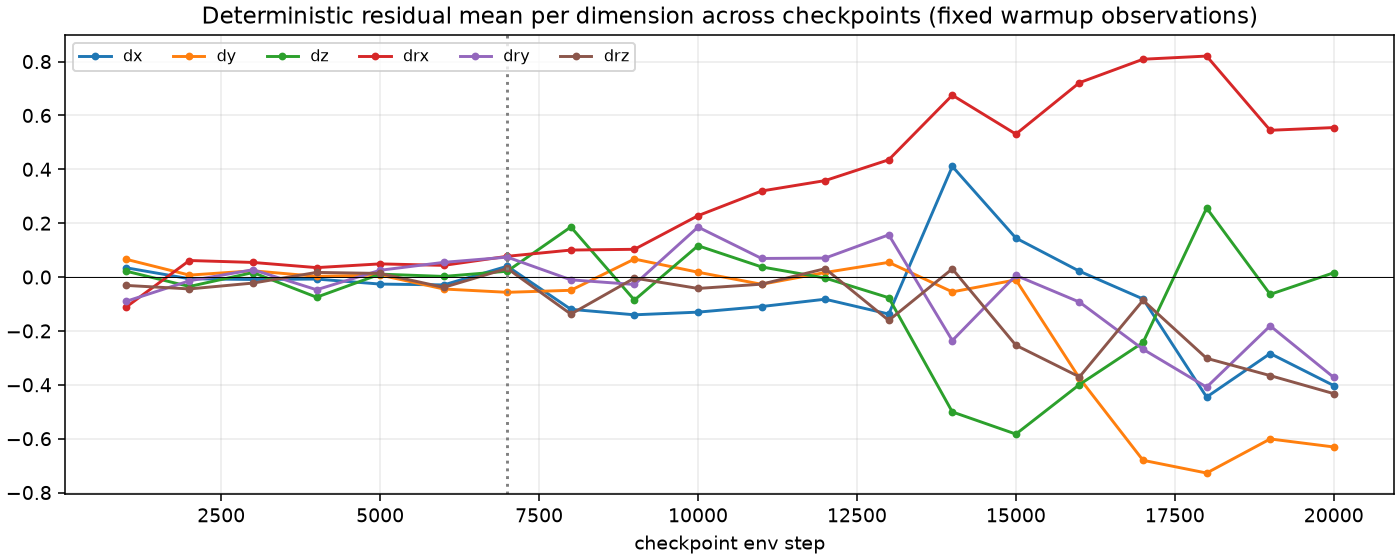 Deterministic residual mean per dimension across checkpoints (fixed warmup observations)
dx dy dz drx dry drz
0.8
0.6
0.4
0.2
0.0
−0.2
−0.4
−0.6
−0.8
2500 5000 7500 10000 12500 15000 17500 20000
checkpoint env step